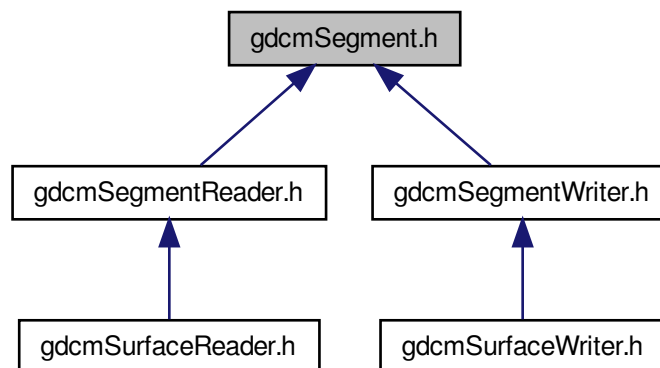 gdcmSegment.h
gdcmSegmentReader.h
gdcmSegmentWriter.h
gdcmSurfaceReader.h
gdcmSurfaceWriter.h